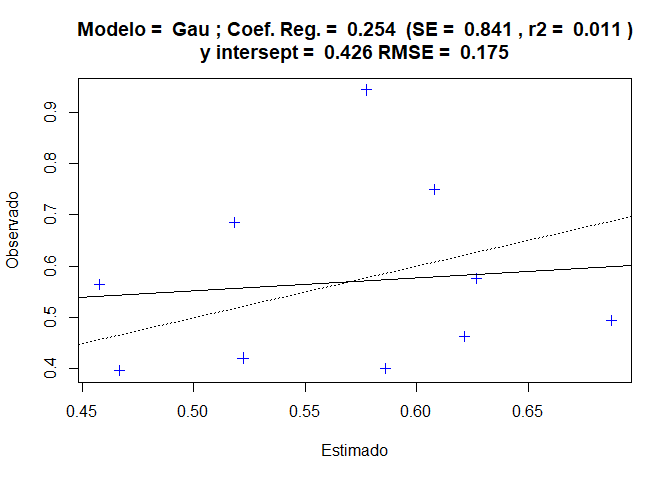 Modelo = Gau ; Coef. Reg. = 0.254 (SE = 0.841 , r2 = 0.011 )
y intersept = 0.426 RMSE = 0.175
Observado
0.9
0.8
0.7
0.6
0.5
0.4
0.45 0.50 0.55 0.60 0.65
Estimado